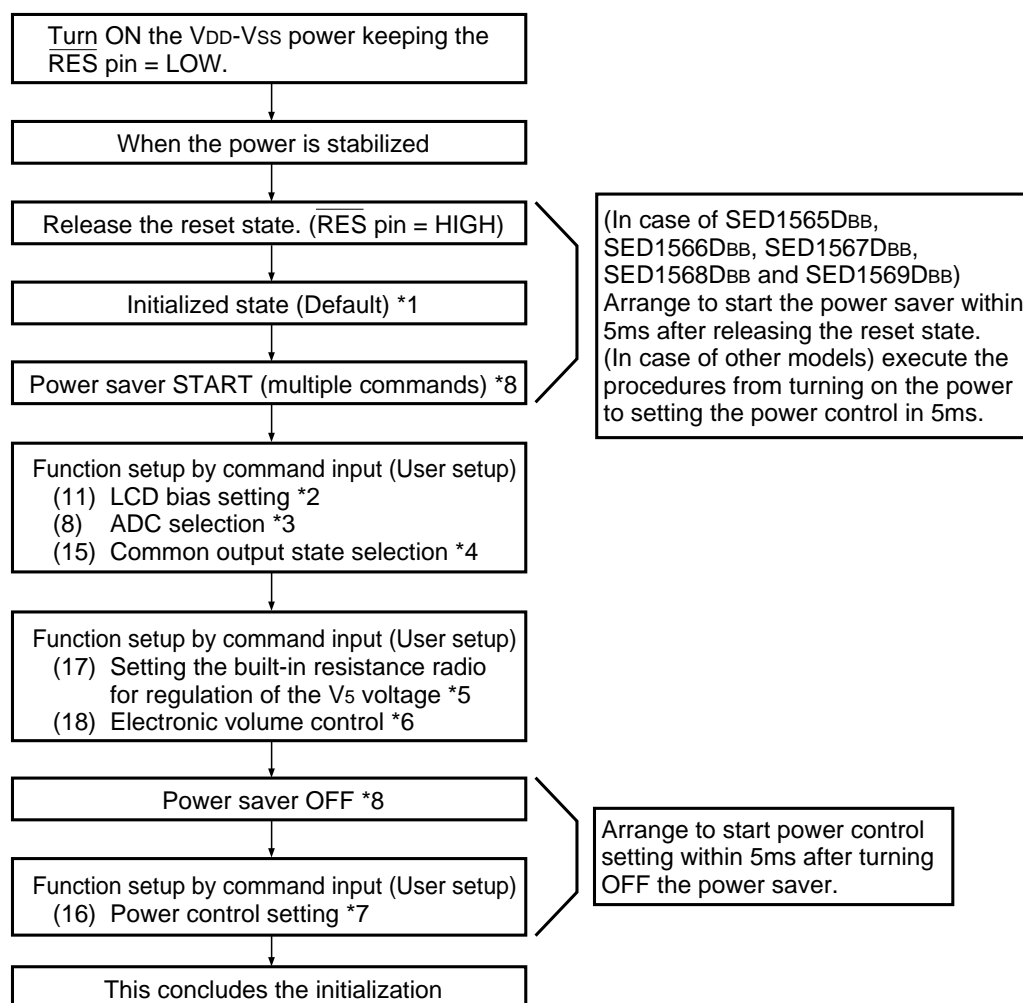 Turn ON the VDD-VSS power keeping the
RES pin = LOW.
When the power is stabilized
Release the reset state. (RES pin = HIGH)
Initialized state (Default) *1
Power saver START (multiple commands) *8
(In case of SED1565DBB,
SED1566DBB, SED1567DBB,
SED1568DBB and SED1569DBB)
Arrange to start the power saver within
5ms after releasing the reset state.
(In case of other models) execute the
procedures from turning on the power
to setting the power control in 5ms.
Function setup by command input (User setup)
(11) LCD bias setting *2
(8) ADC selection *3
(15) Common output state selection *4
Function setup by command input (User setup)
(17) Setting the built-in resistance radio
for regulation of the V5 voltage *5
(18) Electronic volume control *6
Power saver OFF *8
Function setup by command input (User setup)
(16) Power control setting *7
Arrange to start power control
setting within 5ms after turning
OFF the power saver.
This concludes the initialization